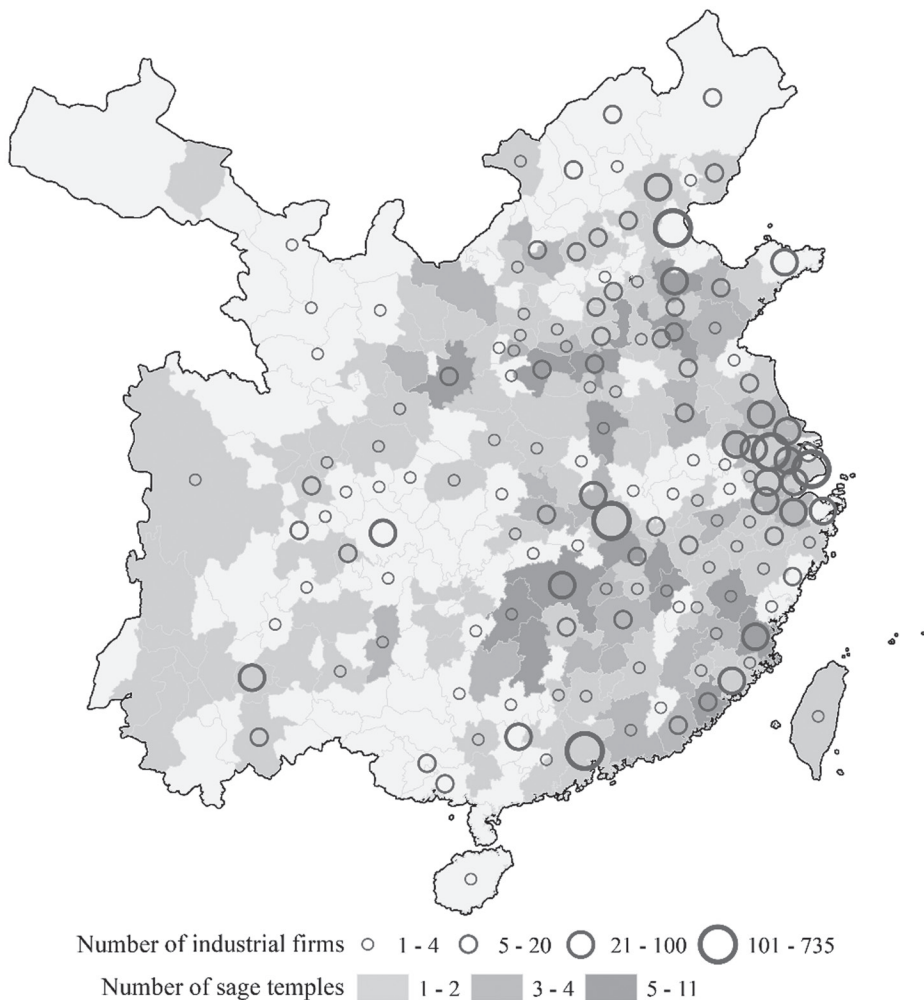 Number of industrial firms 1 - 4 5 - 20 21 - 100 101 - 735
Number of sage temples 1 - 2 3 - 4 5 - 11